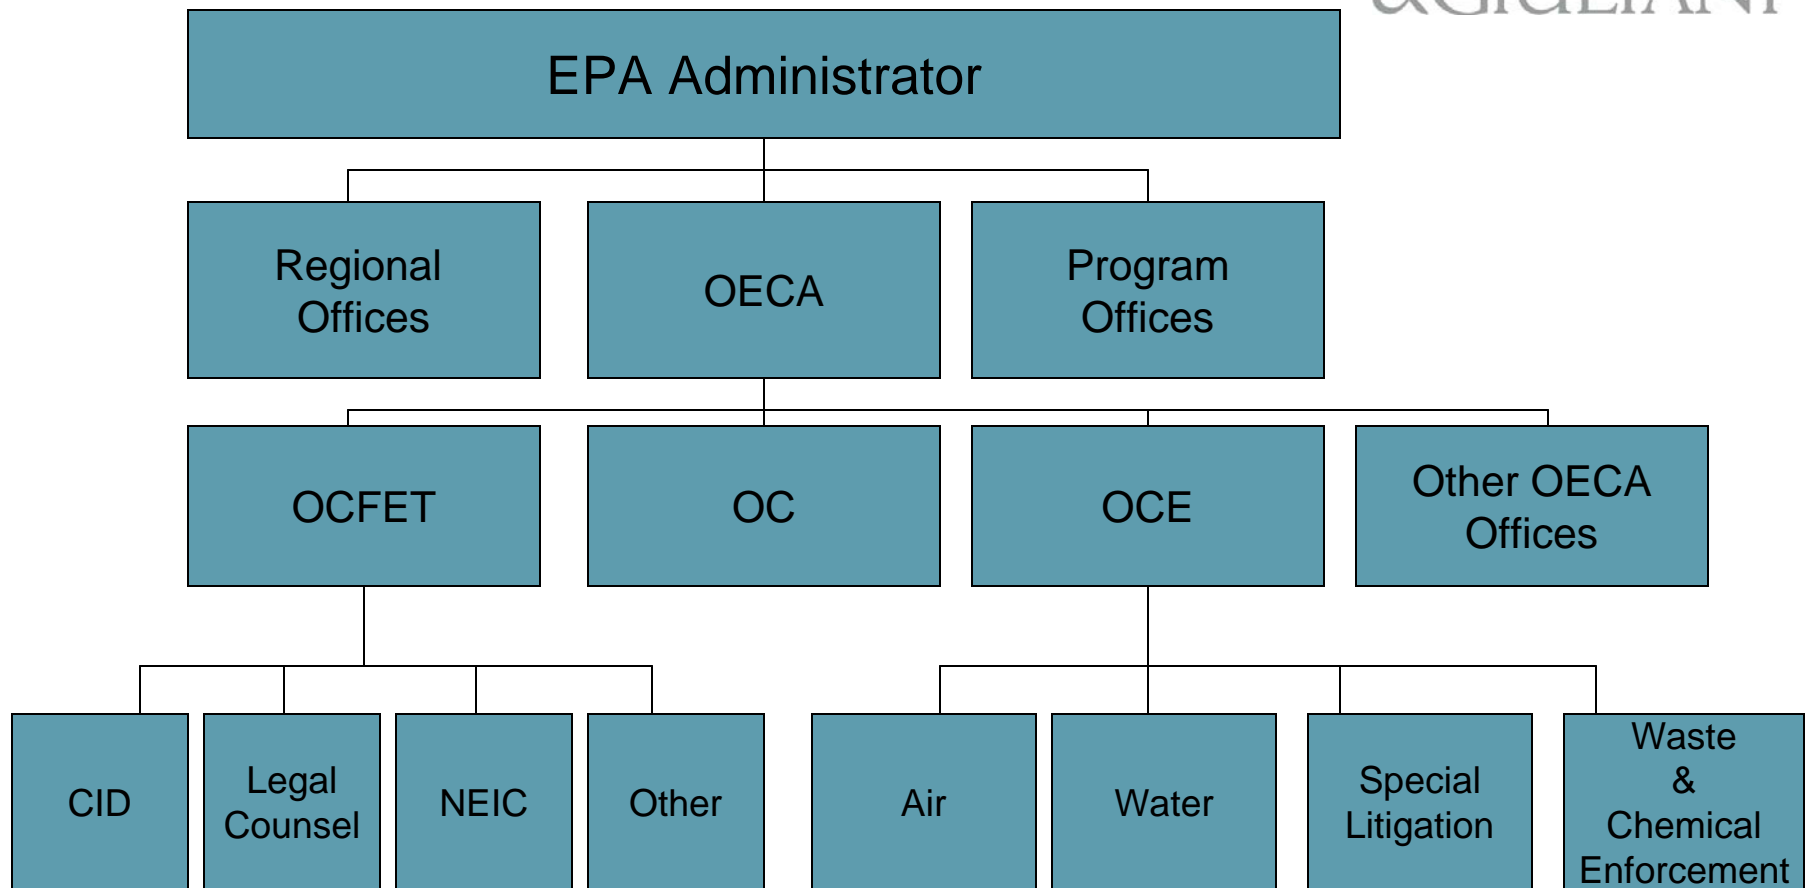 &GIULIANI
EPA Administrator
Regional
Offices
OECA
Program
Offices
OCFET
OC
OCE
Other OECA
Offices
CID
Legal
Counsel
NEIC
Other
Air
Water
Special
Litigation
Waste
&
Chemical
Enforcement